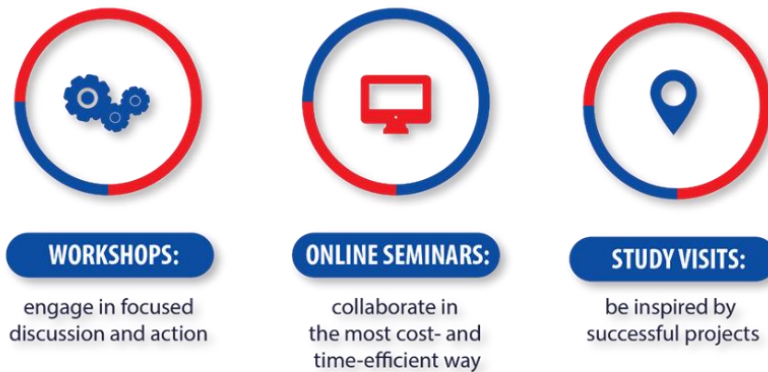 WORKSHOPS:
engage in focused
discussion and action
ONLINE SEMINARS:
collaborate in
the most cost- and
time-efficient way
STUDY VISITS:
be inspired by
successful projects